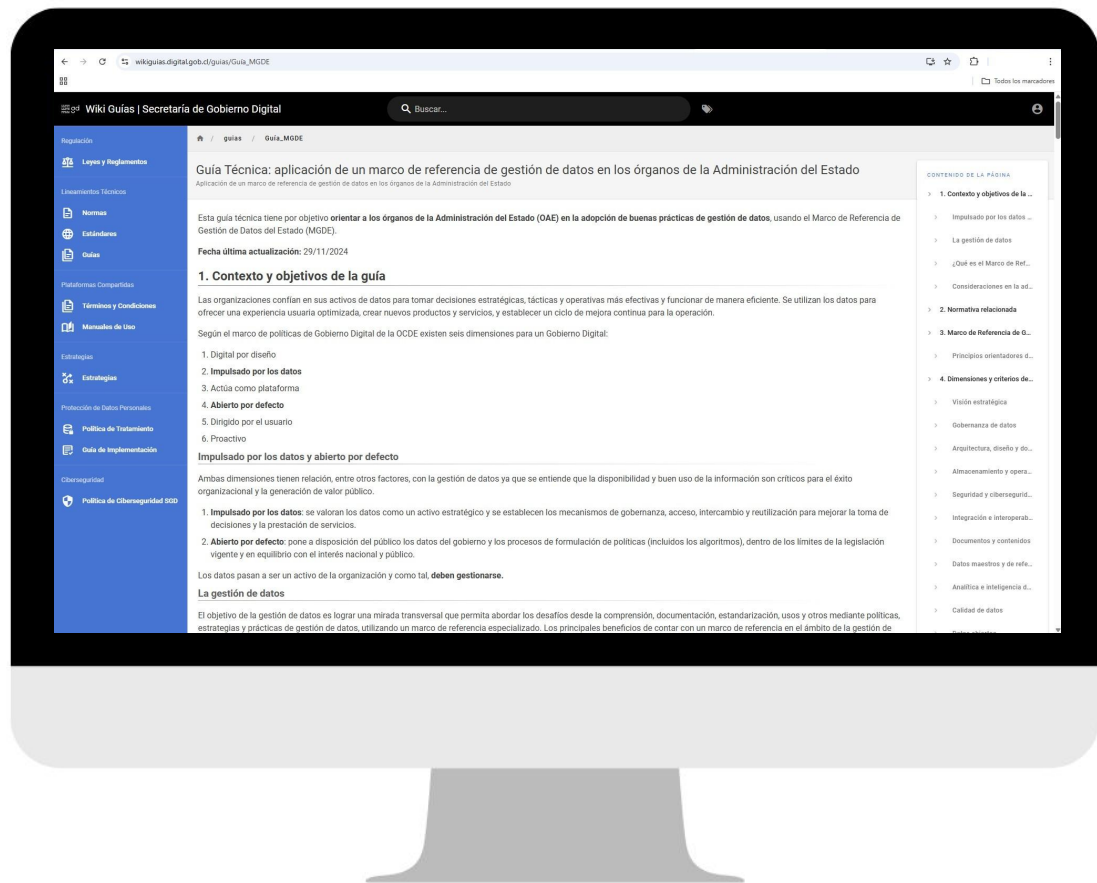 wikiguias.digital.gob.cl/guias/Guia_MGDE
Todos los marcadores
Wiki Guías | Secretaría de Gobierno Digital
Buscar...
Regulación
Leyes y Reglamentos
Lineamientos Técnicos
Normas
Estándares
Guías
Plataformas Compartidas
Términos y Condiciones
Manuales de Uso
Estrategias
Estrategias
Protección de Datos Personales
Política de Tratamiento
Guía de Implementación
Ciberseguridad
Política de Ciberseguridad SGD
/ guias / Guía_MGDE
Guía Técnica: aplicación de un marco de referencia de gestión de datos en los órganos de la Administración del Estado
Aplicación de un marco de referencia de gestión de datos en los órganos de la Administración del Estado
Esta guía técnica tiene por objetivo orientar a los órganos de la Administración del Estado (OAE) en la adopción de buenas prácticas de gestión de datos, usando el Marco de Referencia de
Gestión de Datos del Estado (MGDE).
Fecha última actualización: 29/11/2024
1. Contexto y objetivos de la guía
Las organizaciones confían en sus activos de datos para tomar decisiones estratégicas, tácticas y operativas más efectivas y funcionar de manera eficiente. Se utilizan los datos para
ofrecer una experiencia usuaria optimizada, crear nuevos productos y servicios, y establecer un ciclo de mejora continua para la operación.
Según el marco de políticas de Gobierno Digital de la OCDE existen seis dimensiones para un Gobierno Digital:
1. Digital por diseño
2. Impulsado por los datos
3. Actúa como plataforma
4. Abierto por defecto
5. Dirigido por el usuario
6. Proactivo
Impulsado por los datos y abierto por defecto
Ambas dimensiones tienen relación, entre otros factores, con la gestión de datos ya que se entiende que la disponibilidad y buen uso de la información son críticos para el éxito
organizacional y la generación de valor público.
1. Impulsado por los datos: se valoran los datos como un activo estratégico y se establecen los mecanismos de gobernanza, acceso, intercambio y reutilización para mejorar la toma de
decisiones y la prestación de servicios.
2. Abierto por defecto: pone a disposición del público los datos del gobierno y los procesos de formulación de políticas (incluidos los algoritmos), dentro de los límites de la legislación
vigente y en equilibrio con el interés nacional y público.
Los datos pasan a ser un activo de la organización y como tal, deben gestionarse.
La gestión de datos
El objetivo de la gestión de datos es lograr una mirada transversal que permita abordar los desafíos desde la comprensión, documentación, estandarización, usos y otros mediante políticas,
estrategias y prácticas de gestión de datos, utilizando un marco de referencia especializado. Los principales beneficios de contar con un marco de referencia en el ámbito de la gestión de
CONTENIDO DE LA PÁGINA
1. Contexto y objetivos de la ...
Impulsado por los datos ...
La gestión de datos
¿Qué es el Marco de Ref...
Consideraciones en la ad...
2. Normativa relacionada
3. Marco de Referencia de G...
Principios orientadores d...
4. Dimensiones y criterios de...
Visión estratégica
Gobernanza de datos
Arquitectura, diseño y do...
Almacenamiento y opera...
Seguridad y cibersegurid...
Integración e interoperab...
Documentos y contenidos
Datos maestros y de refe...
Analítica e inteligencia d...
Calidad de datos